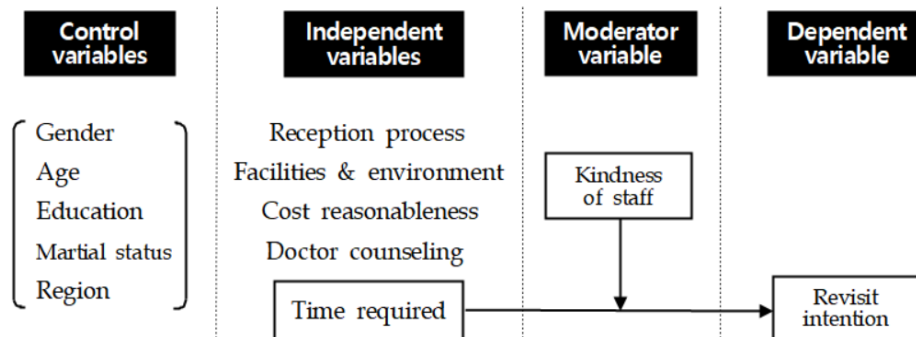 Control
variables
Independent
variables
Moderator
variable
Dependent
variable
Gender
Age
Education
Martial status
Region
Reception process
Facilities & environment
Cost reasonableness
Doctor counseling
Time required
Kindness
of staff
Revisit
intention